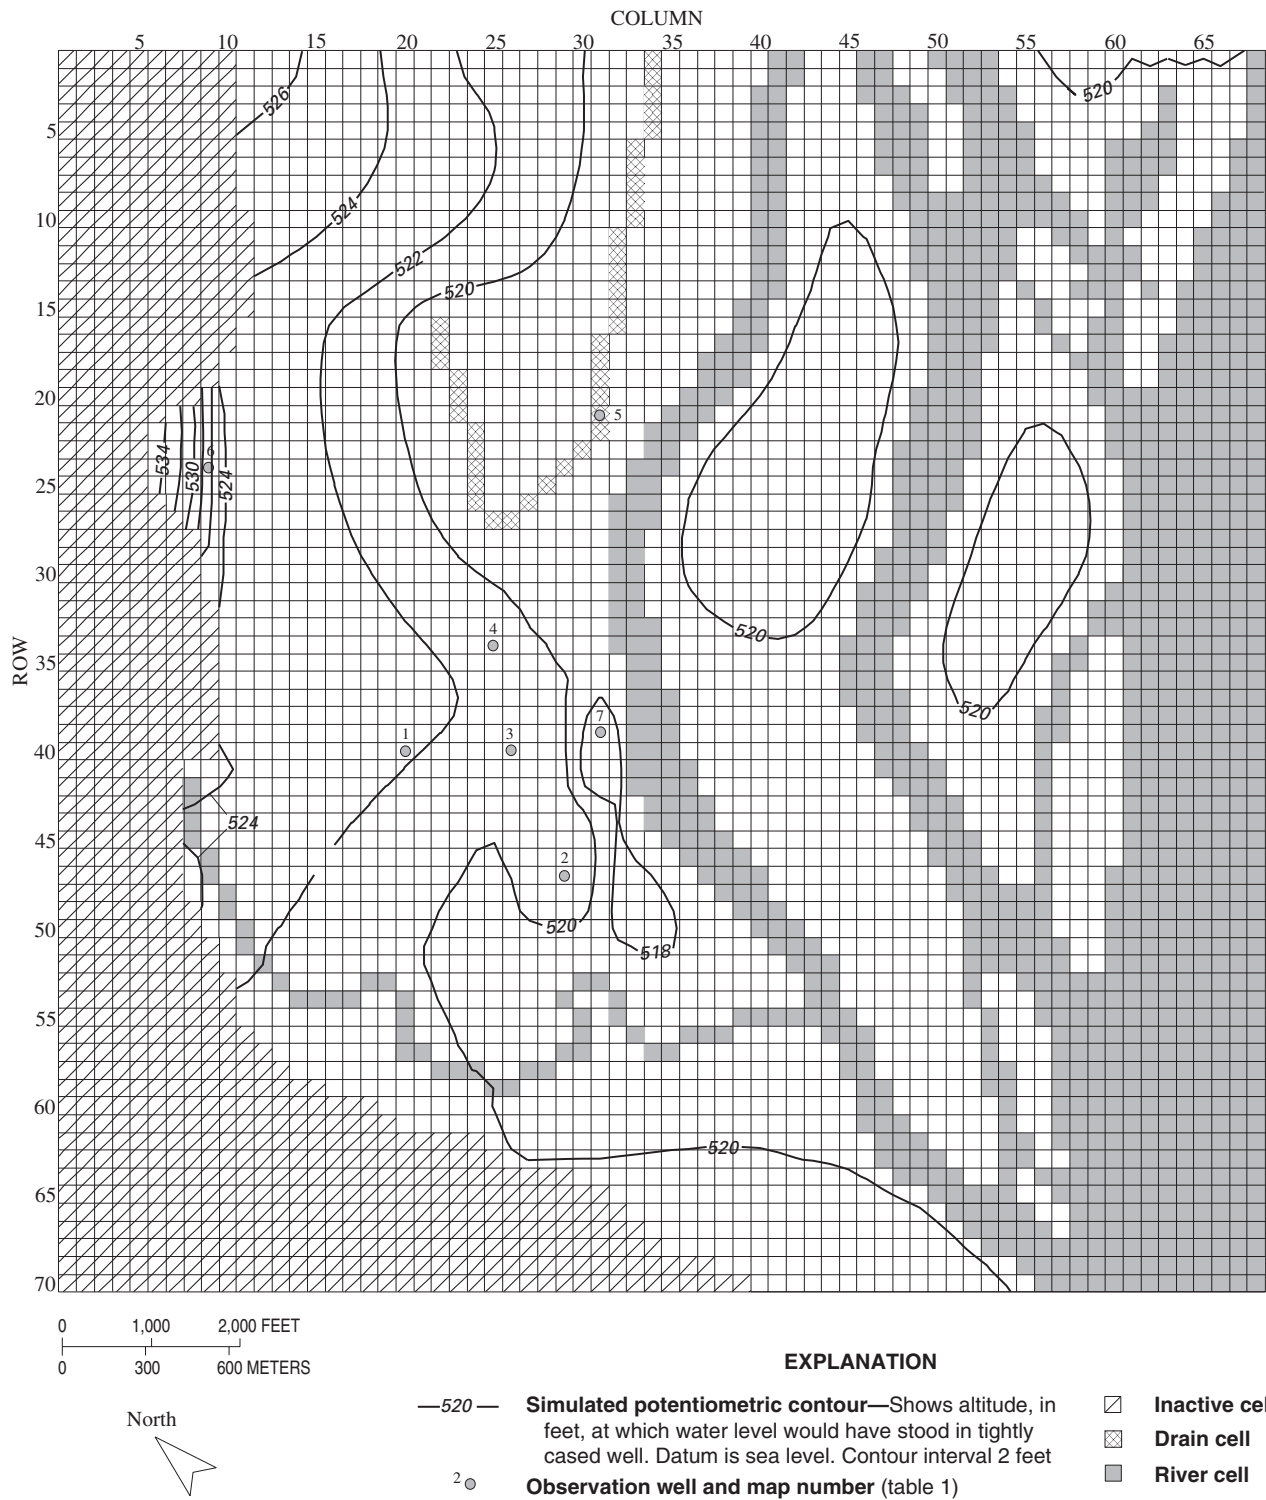 COLUMN
5 10 15 20 25 30 35 40 45 50 55 60 65
ROW
5
10
15
20
25
30
35
40
45
50
55
60
65
70
526
524
522
520
520
534
530
524
6
5
4
1
3
7
2
524
520
518
520
520
520
0 1,000 2,000 FEET
0 300 600 METERS
North
EXPLANATION
520 Simulated potentiometric contour—Shows altitude, in
feet, at which water level would have stood in tightly
cased well. Datum is sea level. Contour interval 2 feet
2 Observation well and map number (table 1)
Inactive cel
Drain cell
River cell